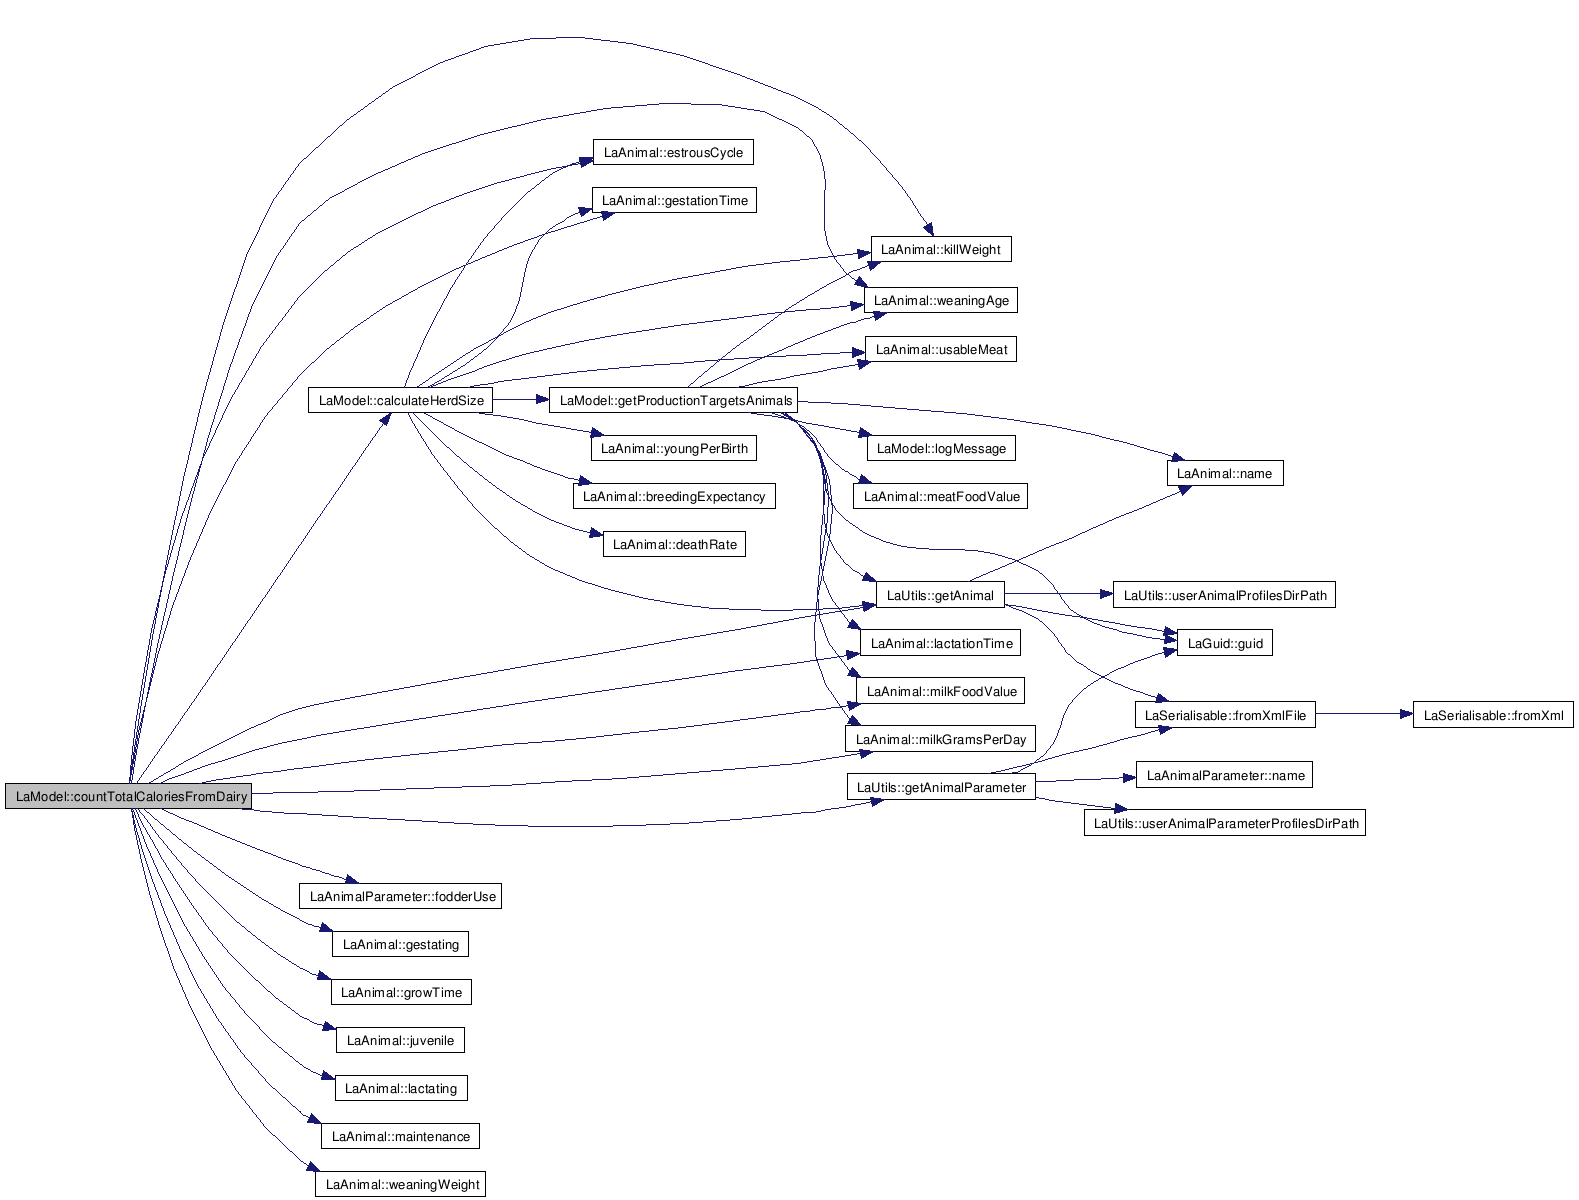 LaAnimal::estrousCycle
LaAnimal::gestationTime
LaAnimal::killWeight
LaAnimal::weaningAge
LaAnimal::usableMeat
LaModel::calculateHerdSize
LaModel::getProductionTargetsAnimals
LaAnimal::youngPerBirth
LaModel::logMessage
LaAnimal::name
LaAnimal::breedingExpectancy
LaAnimal::meatFoodValue
LaAnimal::deathRate
LaUtils::getAnimal
LaUtils::userAnimalProfilesDirPath
LaAnimal::lactationTime
LaGuid::guid
LaAnimal::milkFoodValue
LaSerialisable::fromXmlFile
LaSerialisable::fromXml
LaAnimal::milkGramsPerDay
LaAnimalParameter::name
LaUtils::getAnimalParameter
LaModel::countTotalCaloriesFromDairy
LaUtils::userAnimalParameterProfilesDirPath
LaAnimalParameter::fodderUse
LaAnimal::gestating
LaAnimal::growTime
LaAnimal::juvenile
LaAnimal::lactating
LaAnimal::maintenance
LaAnimal::weaningWeight